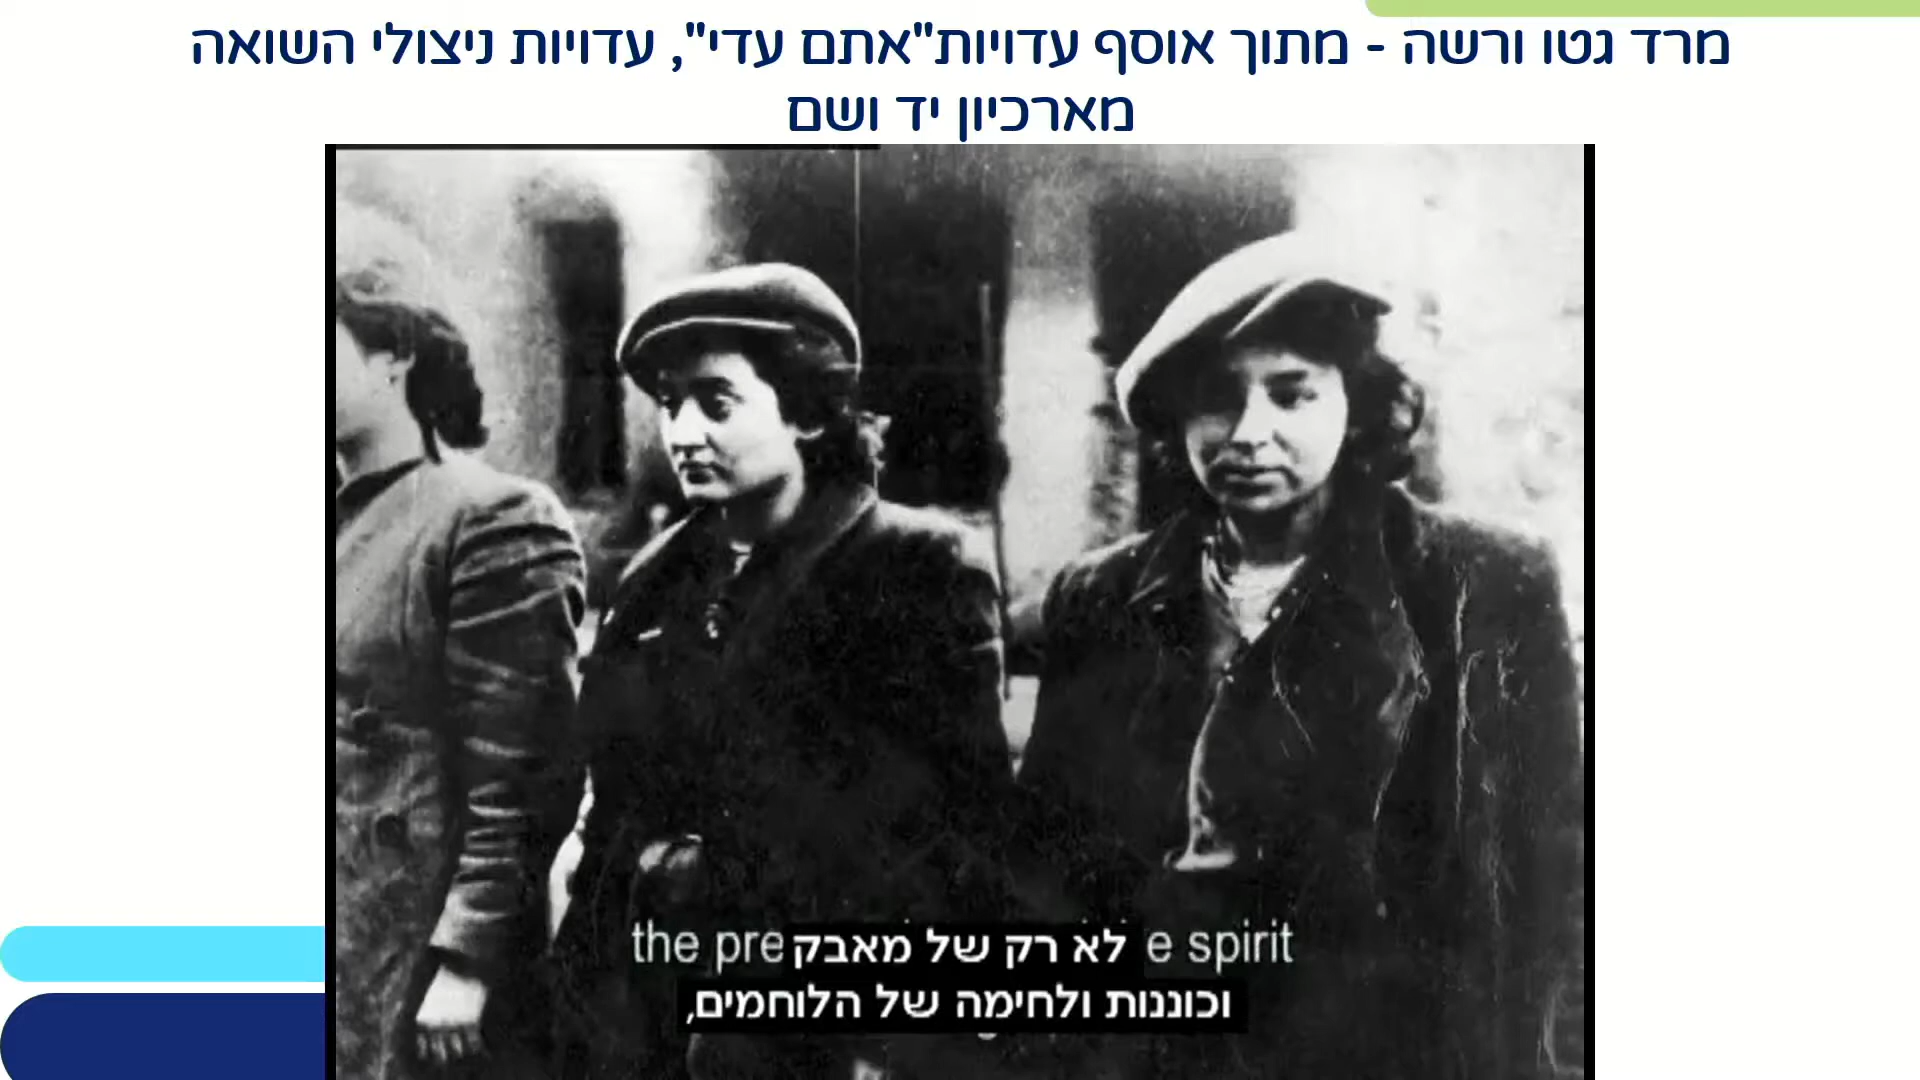 מרד גטו ורשה - מתוך אוסף עדויות"אתם עדי", עדויות ניצולי השואה
מארכיון יד ושם
the pre לא רק של מאבק e spirit
וכוננות ולחימה של הלוחמים,